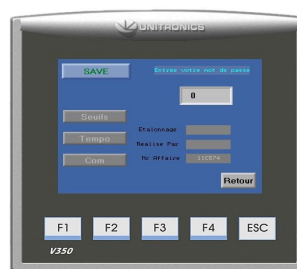 UNITRONICS
SAVE
Entrez votre mot de passe
0
Seuils
Tempo
Com
Etalonnage
Realise Par
No Affaire
Retour
F1 F2 F3 F4 ESC
V350